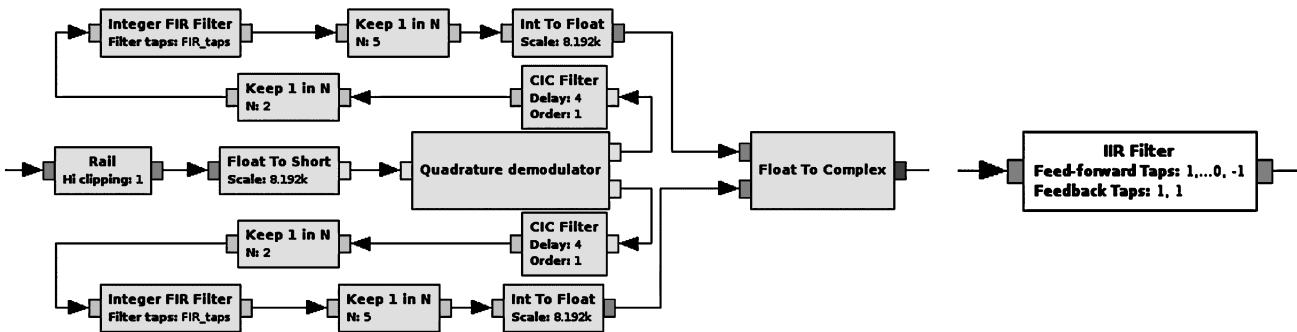 Integer FIR Filter
Filter taps: FIR_taps
Keep 1 in N
N: 5
Int To Float
Scale: 8.192k
Keep 1 in N
N: 2
CIC Filter
Delay: 4
Order: 1
Rail
Hi clipping: 1
Float To Short
Scale: 8.192k
Quadrature demodulator
Float To Complex
IIR Filter
Feed-forward Taps: 1,...0, -1
Feedback Taps: 1, 1
Keep 1 in N
N: 2
CIC Filter
Delay: 4
Order: 1
Integer FIR Filter
Filter taps: FIR_taps
Keep 1 in N
N: 5
Int To Float
Scale: 8.192k